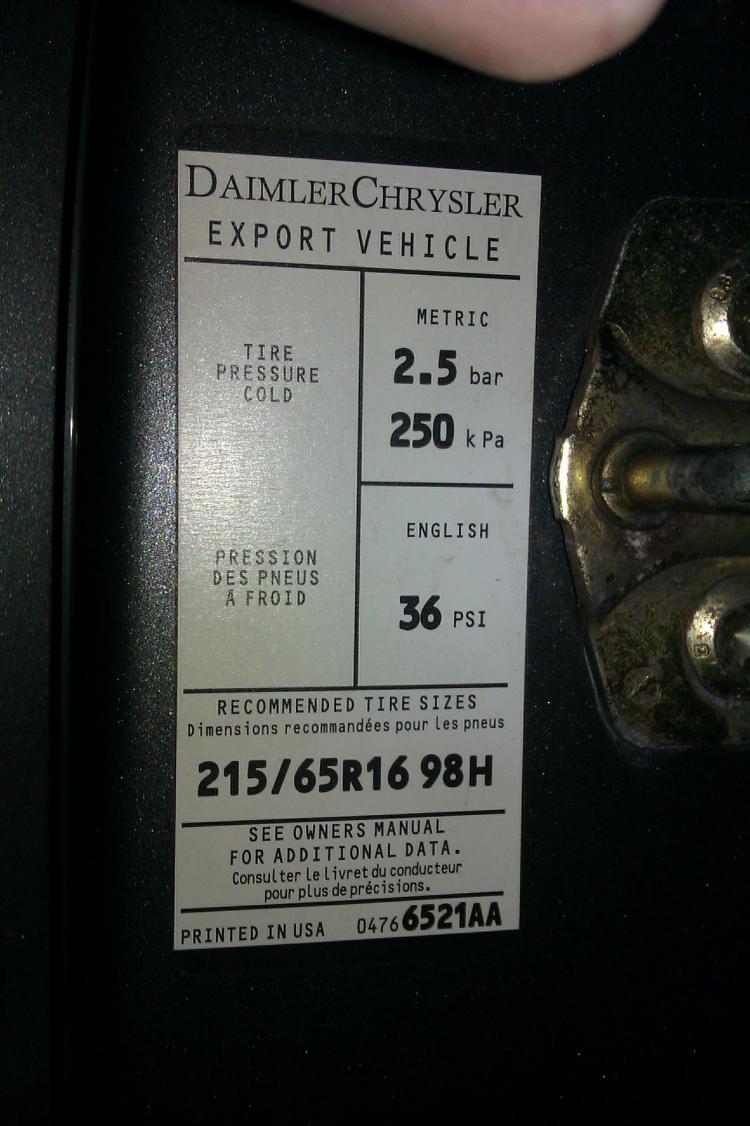 DAIMLERCHRYSLER
EXPORT VEHICLE
TIRE
PRESSURE
COLD
METRIC
2.5 bar
250 kPa
PRESSION
DES PNEUS
À FROID
ENGLISH
36 PSI
RECOMMENDED TIRE SIZES
Dimensions recommandées pour les pneus
215/65R16 98H
SEE OWNERS MANUAL
FOR ADDITIONAL DATA.
Consulter le livret du conducteur
pour plus de précisions.
PRINTED IN USA 04766521AA